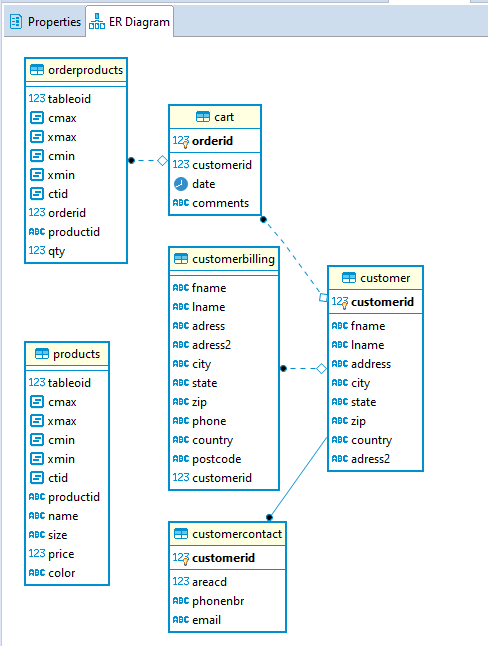 Properties
ER Diagram
orderproducts
123 tableoid
cmax
xmax
cmin
xmin
ctid
123 orderid
ABC productid
123 qty
cart
123 orderid
123 customerid
date
ABC comments
customerbilling
ABC fname
ABC lname
ABC adress
ABC adress2
ABC city
ABC state
ABC zip
ABC phone
ABC country
ABC postcode
123 customerid
customer
123 customerid
ABC fname
ABC lname
ABC address
ABC city
ABC state
ABC zip
ABC country
ABC adress2
products
123 tableoid
cmax
xmax
cmin
xmin
ctid
ABC productid
ABC name
ABC size
123 price
ABC color
customercontact
123 customerid
123 areacd
ABC phonenbr
ABC email